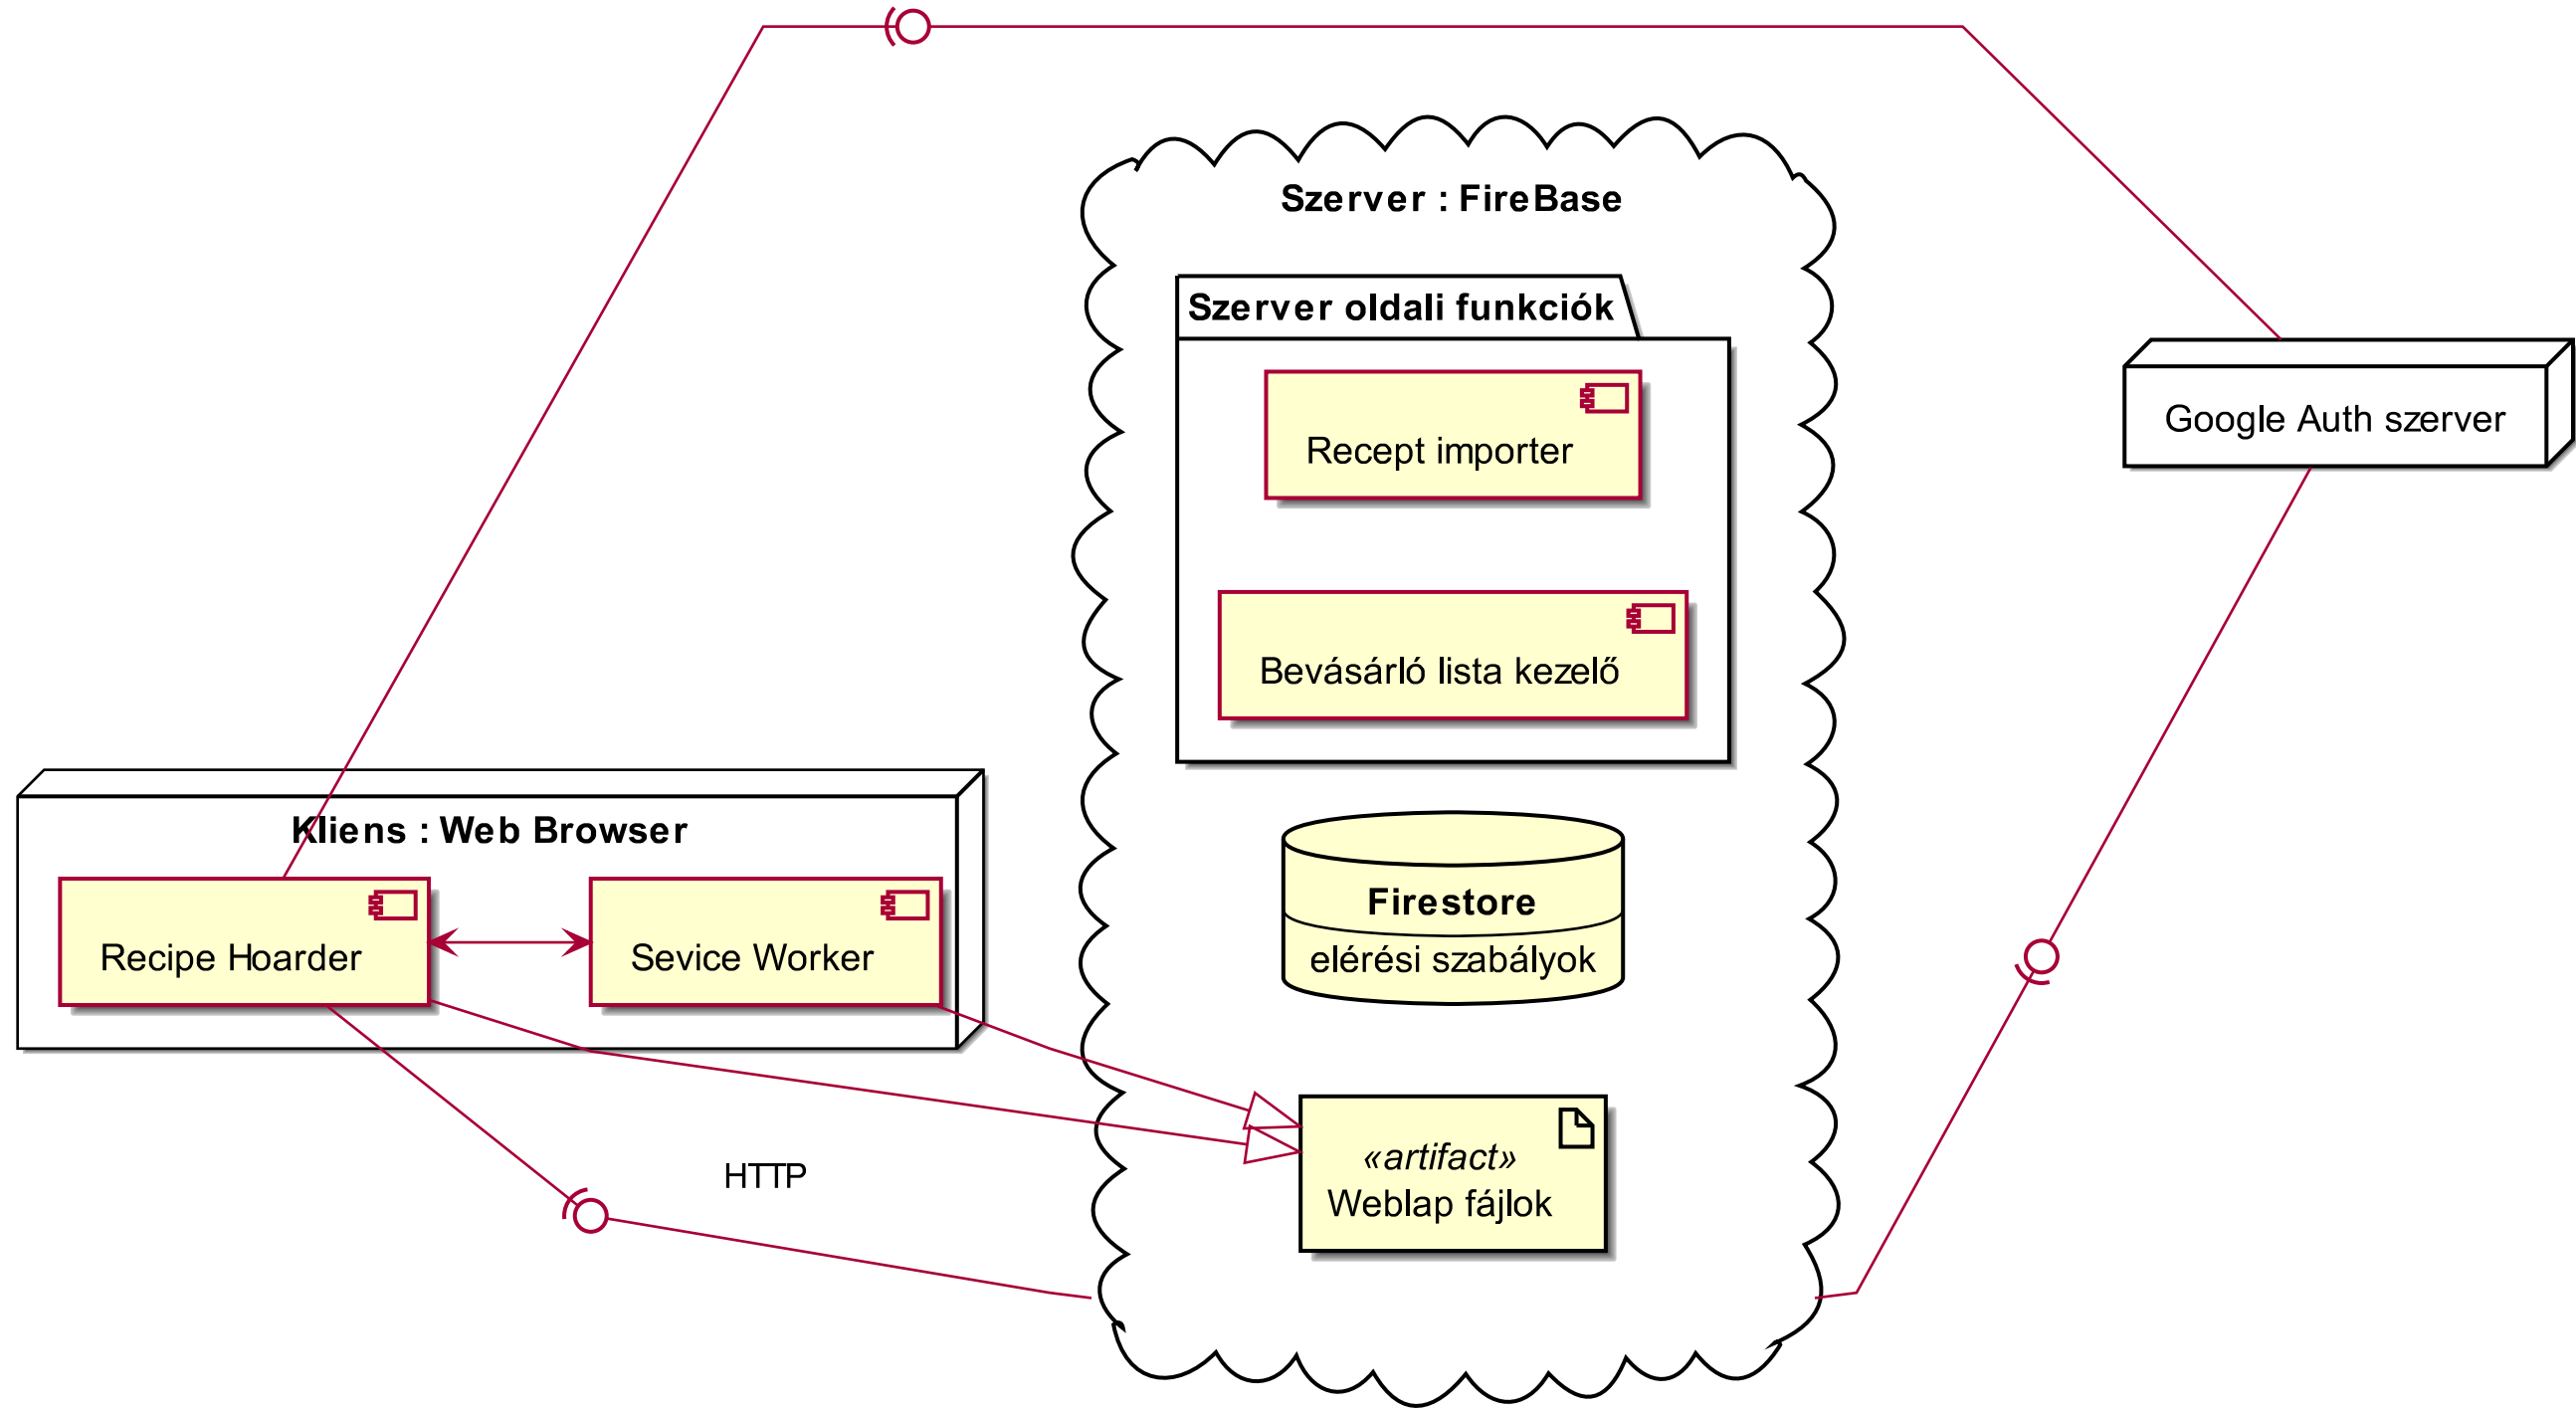 Szerver : FireBase
Szerver oldali funkciók
Recept importer
Google Auth szerver
Bevásárló lista kezelő
Kliens : Web Browser
Recipe Hoarder
Sevice Worker
Firestore
elérési szabályok
HTTP
«artifact»
Weblap fájlok